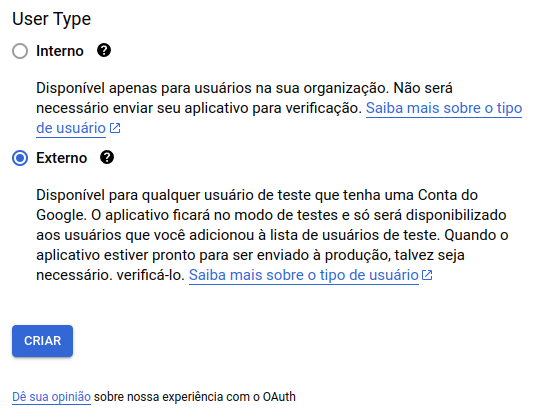 User Type
Interno
Disponível apenas para usuários na sua organização. Não será
necessário enviar seu aplicativo para verificação. Saiba mais sobre o tipo
de usuário
Externo
Disponível para qualquer usuário de teste que tenha uma Conta do
Google. O aplicativo ficará no modo de testes e só será disponibilizado
aos usuários que você adicionou à lista de usuários de teste. Quando o
aplicativo estiver pronto para ser enviado à produção, talvez seja
necessário. verificá-lo. Saiba mais sobre o tipo de usuário
CRIAR
Dê sua opinião sobre nossa experiência com o OAuth